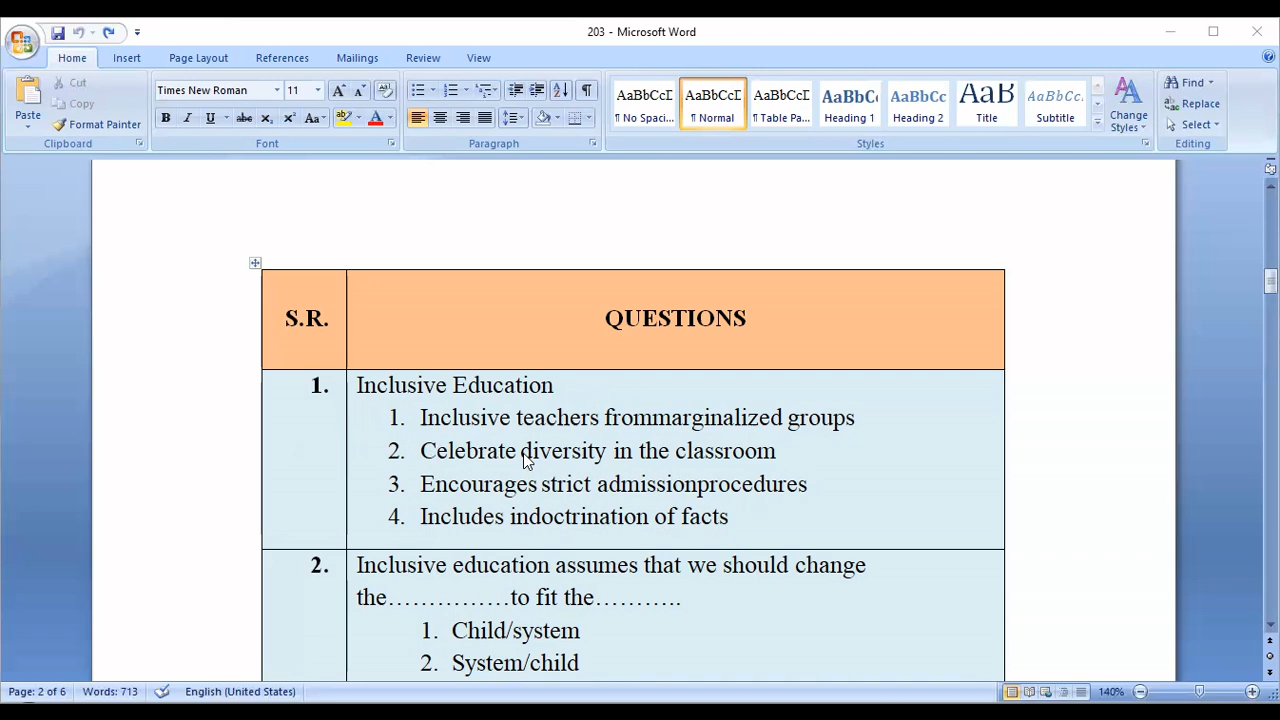 203 - Microsoft Word
Home Insert Page Layout References Mailings Review View
Paste
Cut
Copy
Format Painter
Clipboard
Times New Roman 11
B I U abc x₂ x² Aa
Font
Paragraph
AaBbCcI AaBbCcI AaBbCcI AaBbCc AaBbCc AaB AaBbCc.
¶ No Spaci... ¶ Normal ¶ Table Pa... Heading 1 Heading 2 Title Subtitle
Change Styles
Styles
Find
Replace
Select
Editing
S.R. QUESTIONS
1. Inclusive Education
1. Inclusive teachers frommarginalized groups
2. Celebrate diversity in the classroom
3. Encourages strict admissionprocedures
4. Includes indoctrination of facts
2. Inclusive education assumes that we should change
the……………to fit the………..
1. Child/system
2. System/child
Page: 2 of 6 Words: 713 English (United States) 140%